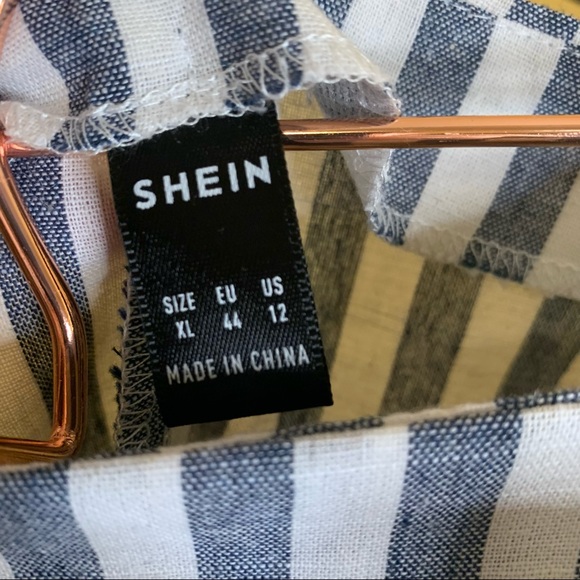 SHEIN
SIZE EU US
XL 44 12
MADE IN CHINA